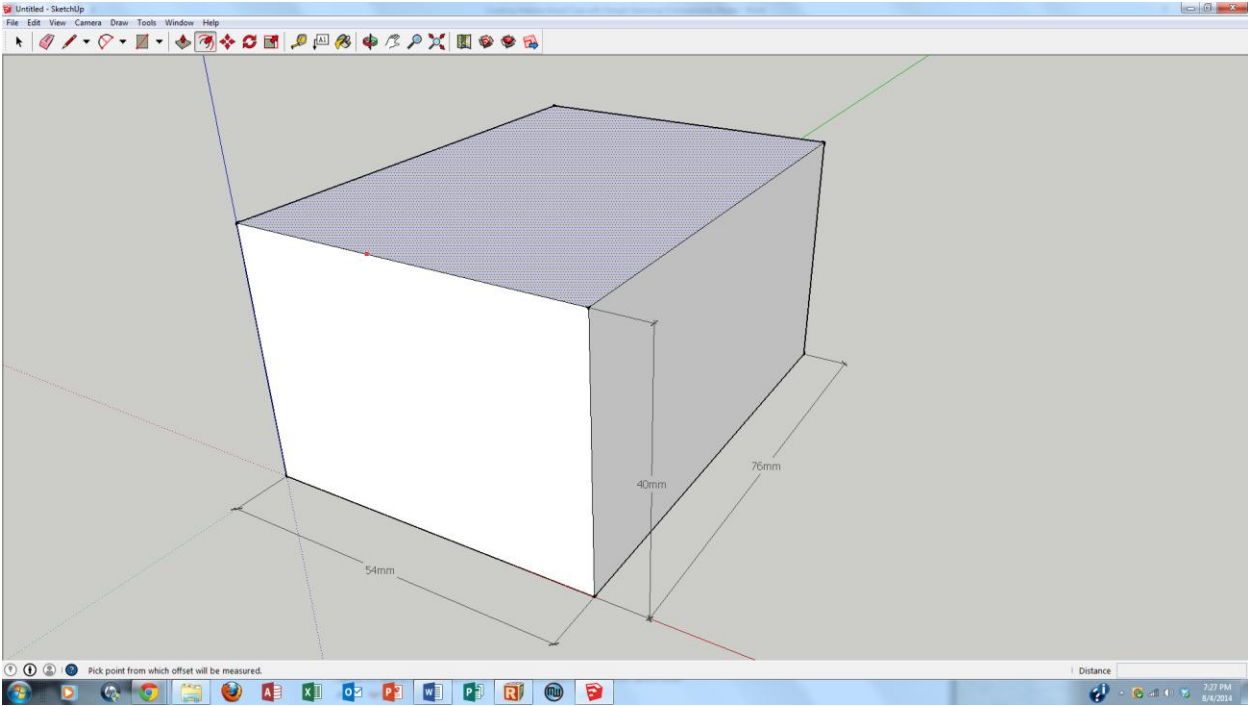 Untitled - SketchUp
File Edit View Camera Draw Tools Window Help
A1
40mm
76mm
54mm
Pick point from which offset will be measured.
Distance
7:27 PM
8/4/2014